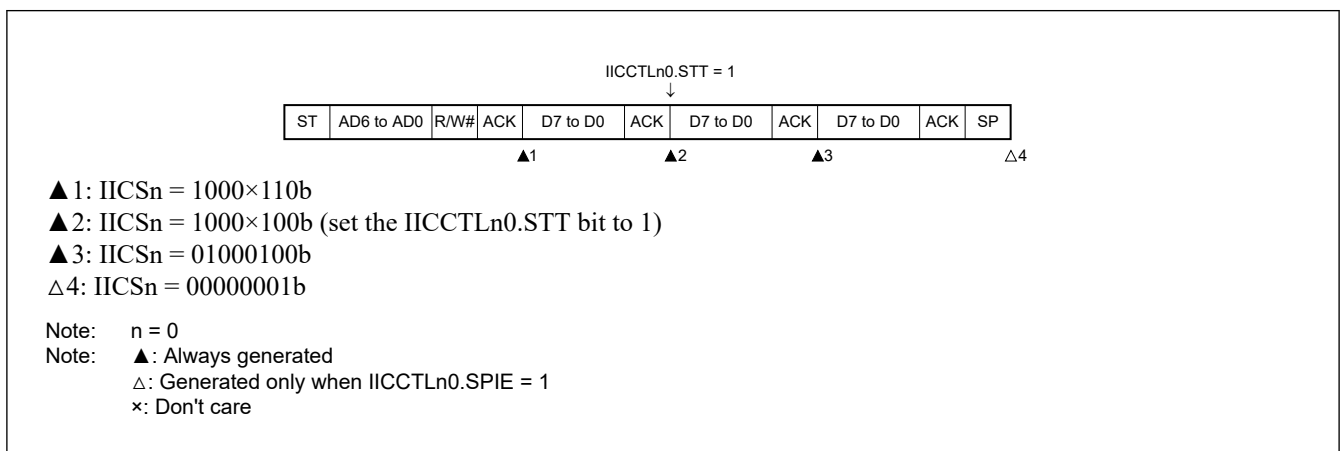 IICCTLn0.STT = 1
↓
ST AD6 to AD0 R/W# ACK D7 to D0 ACK D7 to D0 ACK D7 to D0 ACK SP
▲1 ▲2 ▲3 △4
▲1: IICSn = 1000×110b
▲2: IICSn = 1000×100b (set the IICCTLn0.STT bit to 1)
▲3: IICSn = 01000100b
△4: IICSn = 00000001b
Note: n = 0
Note: ▲: Always generated
△: Generated only when IICCTLn0.SPIE = 1
×: Don't care